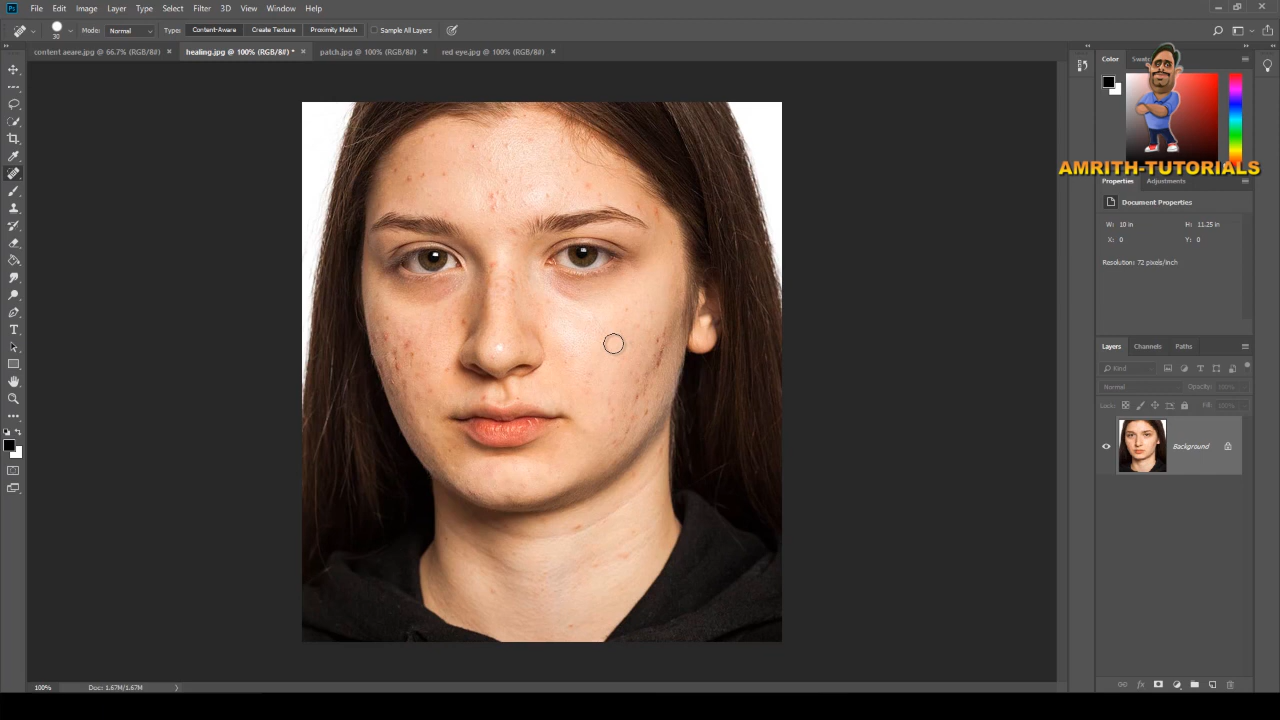 Ps File Edit Image Layer Type Select Filter 3D View Window Help
30 Mode: Normal Type: Content-Aware Create Texture Proximity Match Sample All Layers
content aeare.jpg @ 66.7% (RGB/8#) × healing.jpg @ 100% (RGB/8#) * × patch.jpg @ 100% (RGB/8#) × red eye.jpg @ 100% (RGB/8#) ×
Color
AMRITH-TUTORIALS
Properties Adjustments
Document Properties
W: 10 in H: 11.25 in
X: 0 Y: 0
Resolution: 72 pixels/inch
Layers Channels Paths
Kind
Normal Opacity: 100%
Lock: Fill: 100%
Background
fx
100% Doc: 1.67M/1.67M